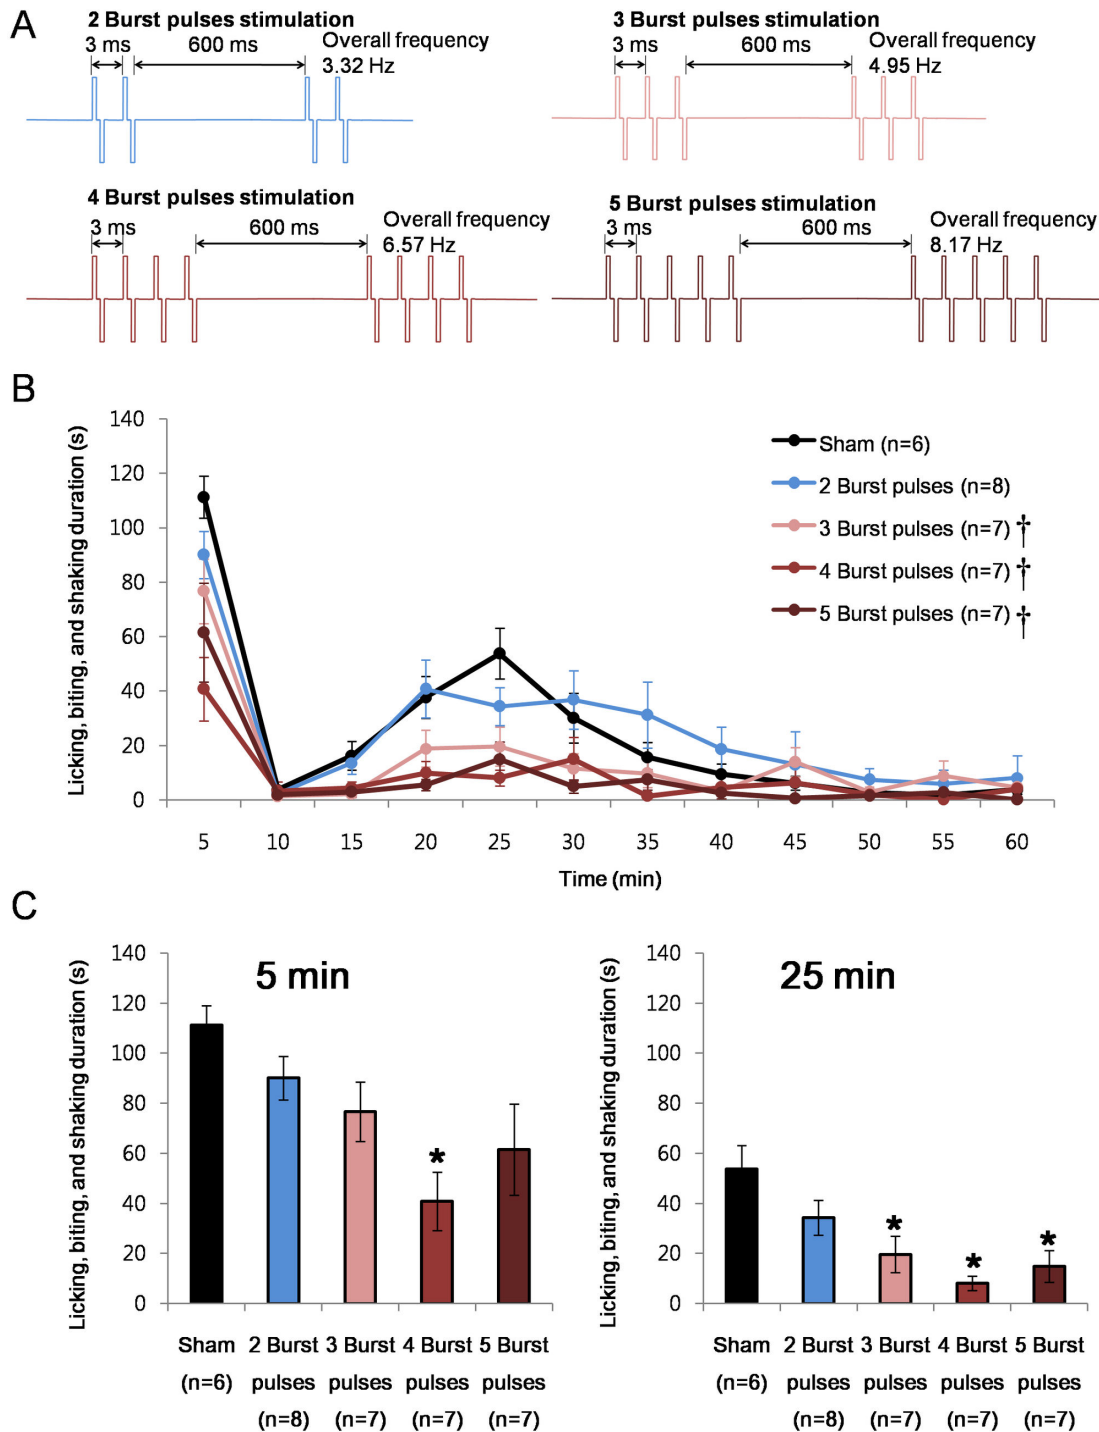 A
2 Burst pulses stimulation
3 ms
600 ms
Overall frequency
3.32 Hz
3 Burst pulses stimulation
3 ms
600 ms
Overall frequency
4.95 Hz
4 Burst pulses stimulation
3 ms
600 ms
Overall frequency
6.57 Hz
5 Burst pulses stimulation
3 ms
600 ms
Overall frequency
8.17 Hz
B
Licking, biting, and shaking duration (s)
140
120
100
80
60
40
20
0
5 10 15 20 25 30 35 40 45 50 55 60
Time (min)
Sham (n=6)
2 Burst pulses (n=8)
3 Burst pulses (n=7) †
4 Burst pulses (n=7) †
5 Burst pulses (n=7) †
C
Licking, biting, and shaking duration (s)
5 min
140
120
100
80
60
40
20
0
*
Sham 2 Burst 3 Burst 4 Burst 5 Burst
(n=6) pulses pulses pulses pulses
(n=8) (n=7) (n=7) (n=7)
Licking, biting, and shaking duration (s)
25 min
140
120
100
80
60
40
20
0
* * *
Sham 2 Burst 3 Burst 4 Burst 5 Burst
(n=6) pulses pulses pulses pulses
(n=8) (n=7) (n=7) (n=7)